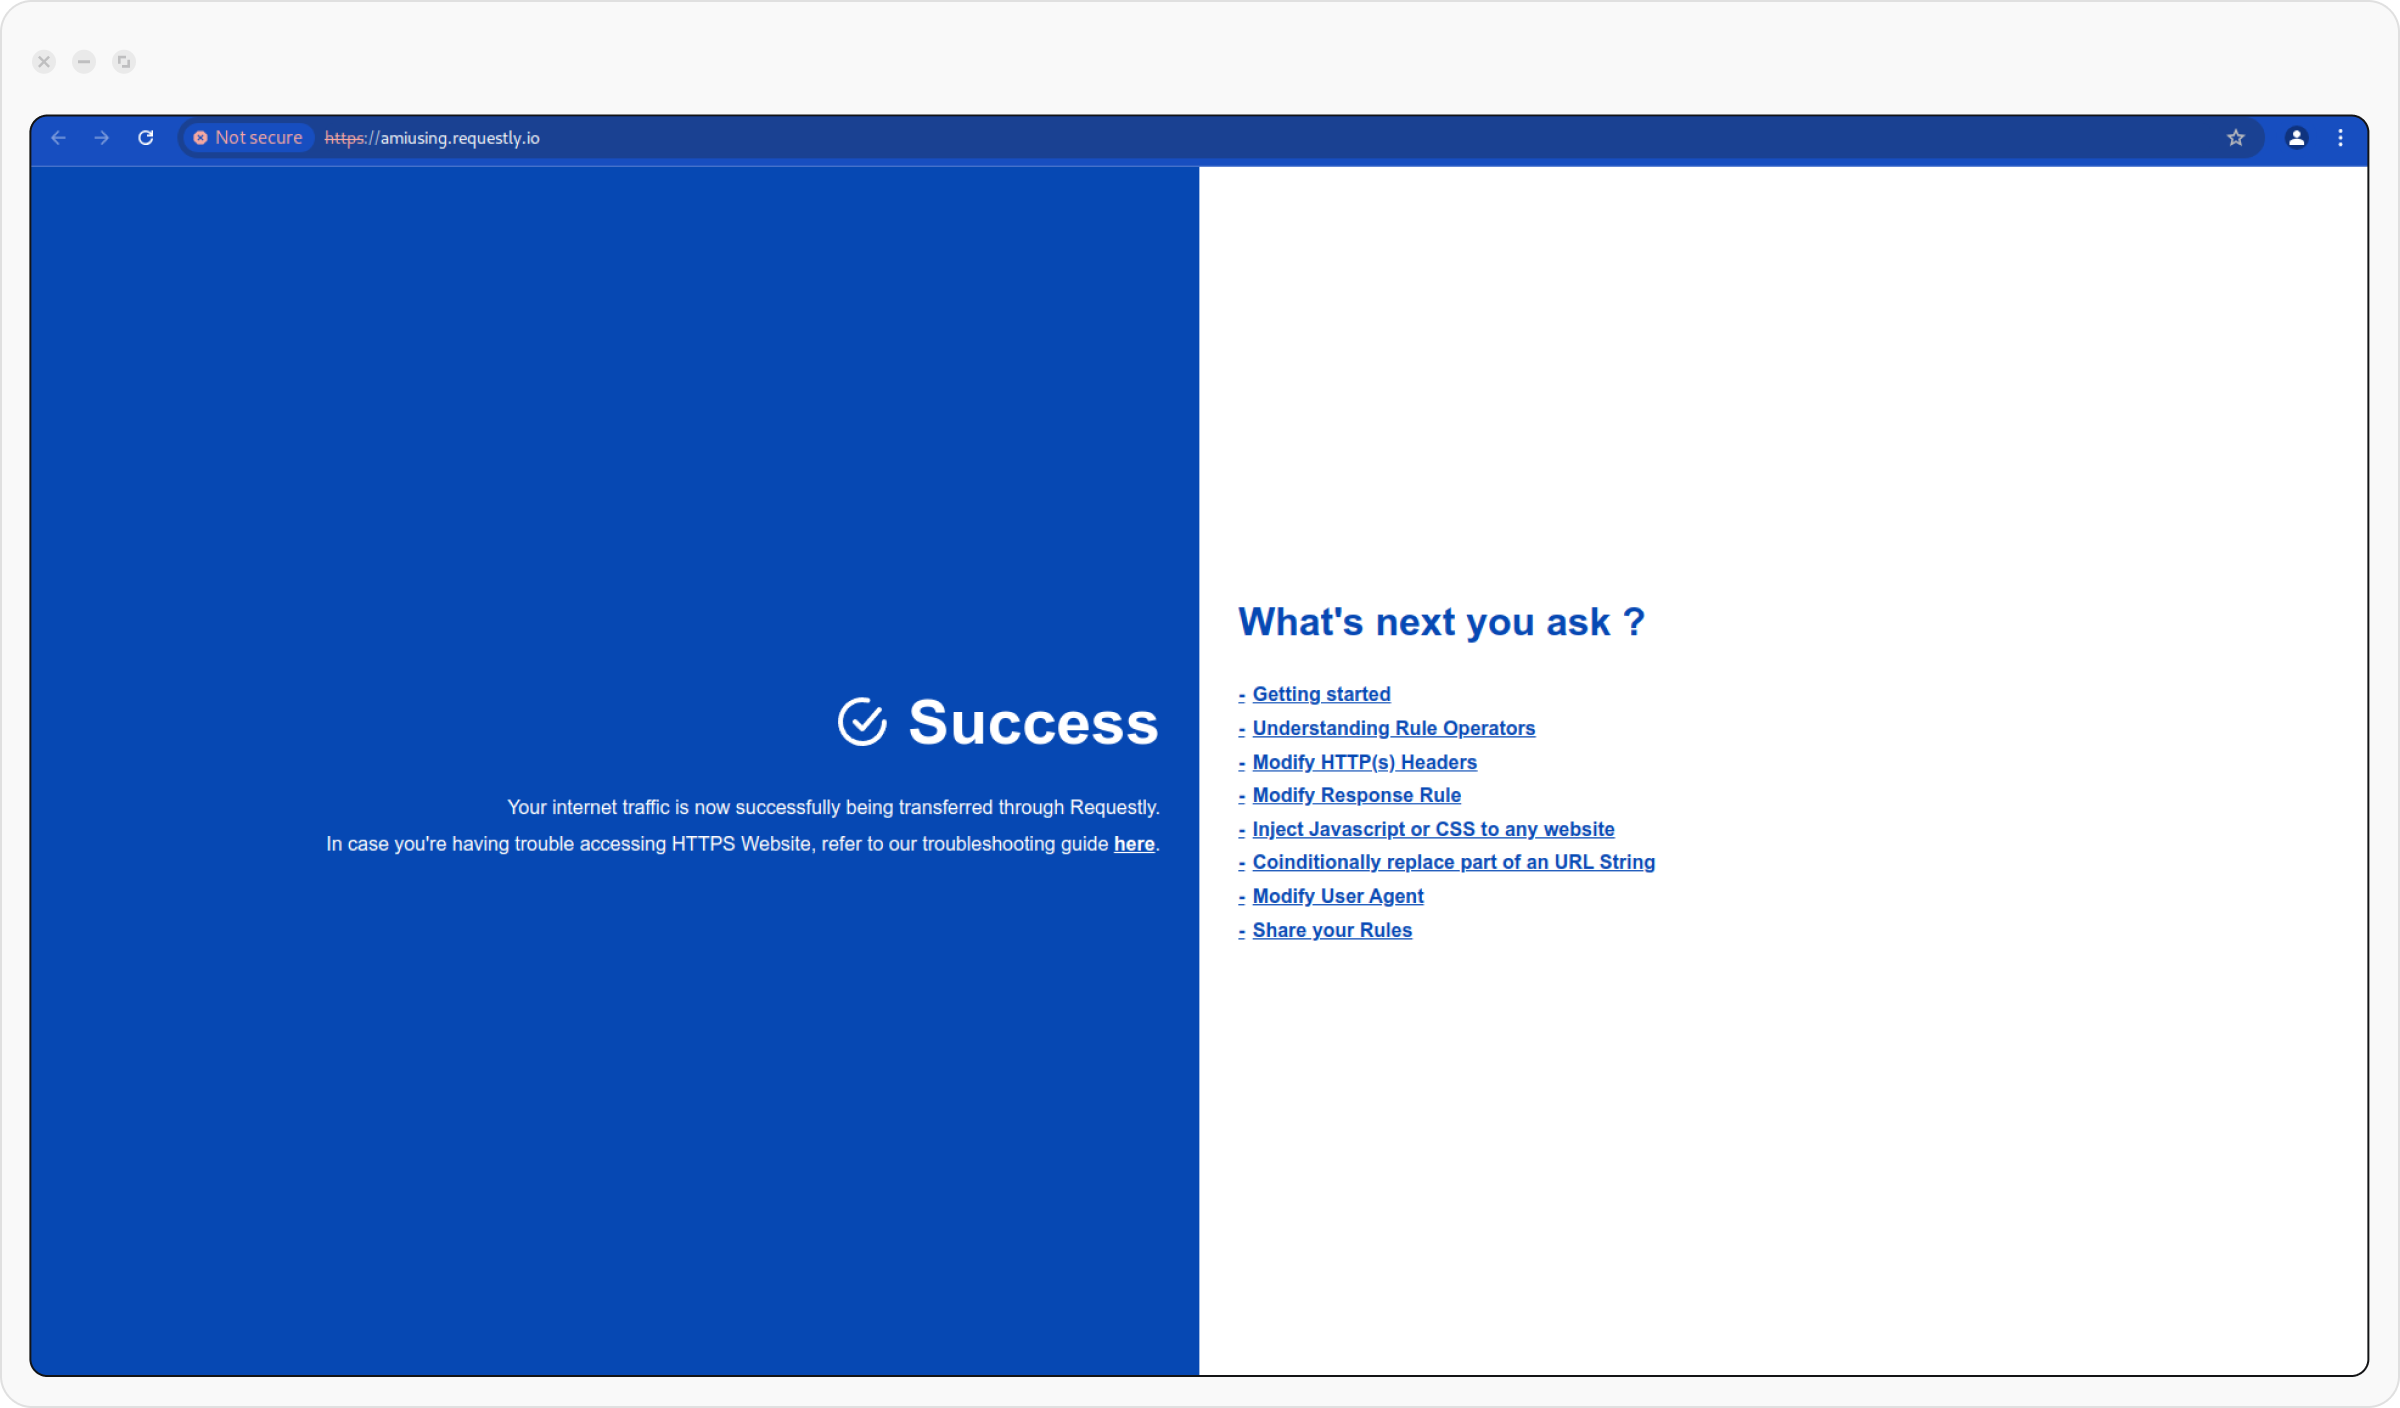 Not secure https://amiusing.requestly.io
Success
Your internet traffic is now successfully being transferred through Requestly.
In case you're having trouble accessing HTTPS Website, refer to our troubleshooting guide here.
What's next you ask ?
- Getting started
- Understanding Rule Operators
- Modify HTTP(s) Headers
- Modify Response Rule
- Inject Javascript or CSS to any website
- Coinditionally replace part of an URL String
- Modify User Agent
- Share your Rules